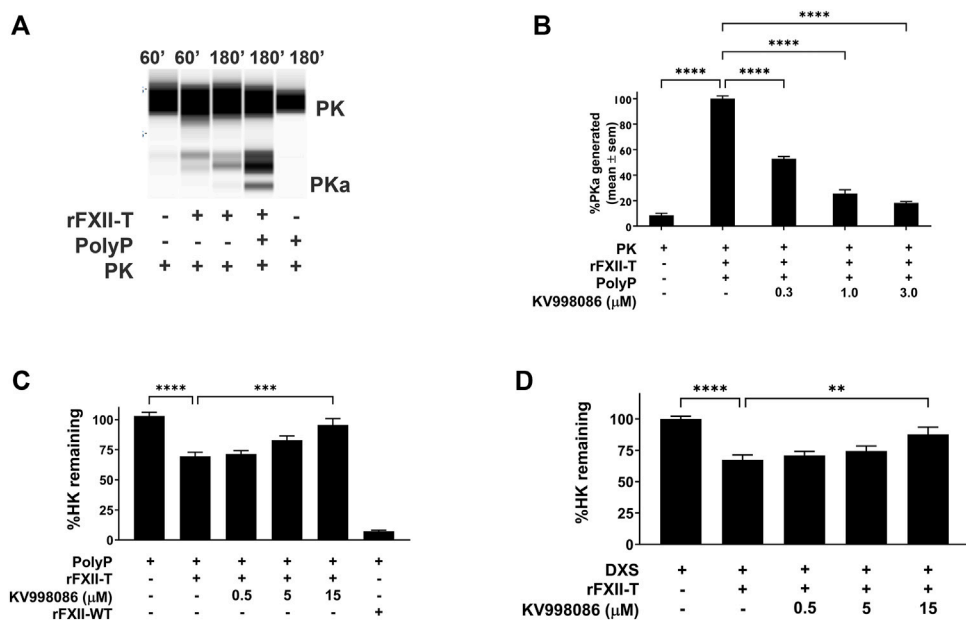 A
60’ 60’ 180’ 180’ 180’
PK
PKa
rFXII-T - + + + -
PolyP - - - + +
PK + + + + +
B
****
****
**** ****
%PKa generated
(mean ± sem)
100
80
60
40
20
0
PK + + + + +
rFXII-T - + + + +
PolyP - + + + +
KV998086 (μM) - - 0.3 1.0 3.0
C
**** ***
%HK remaining
100
75
50
25
0
PolyP + + + + + +
rFXII-T - + + + + -
KV998086 (μM) - - 0.5 5 15 -
rFXII-WT - - - - - +
D
**** **
%HK remaining
100
75
50
25
0
DXS + + + + +
rFXII-T - + + + +
KV998086 (μM) - - 0.5 5 15